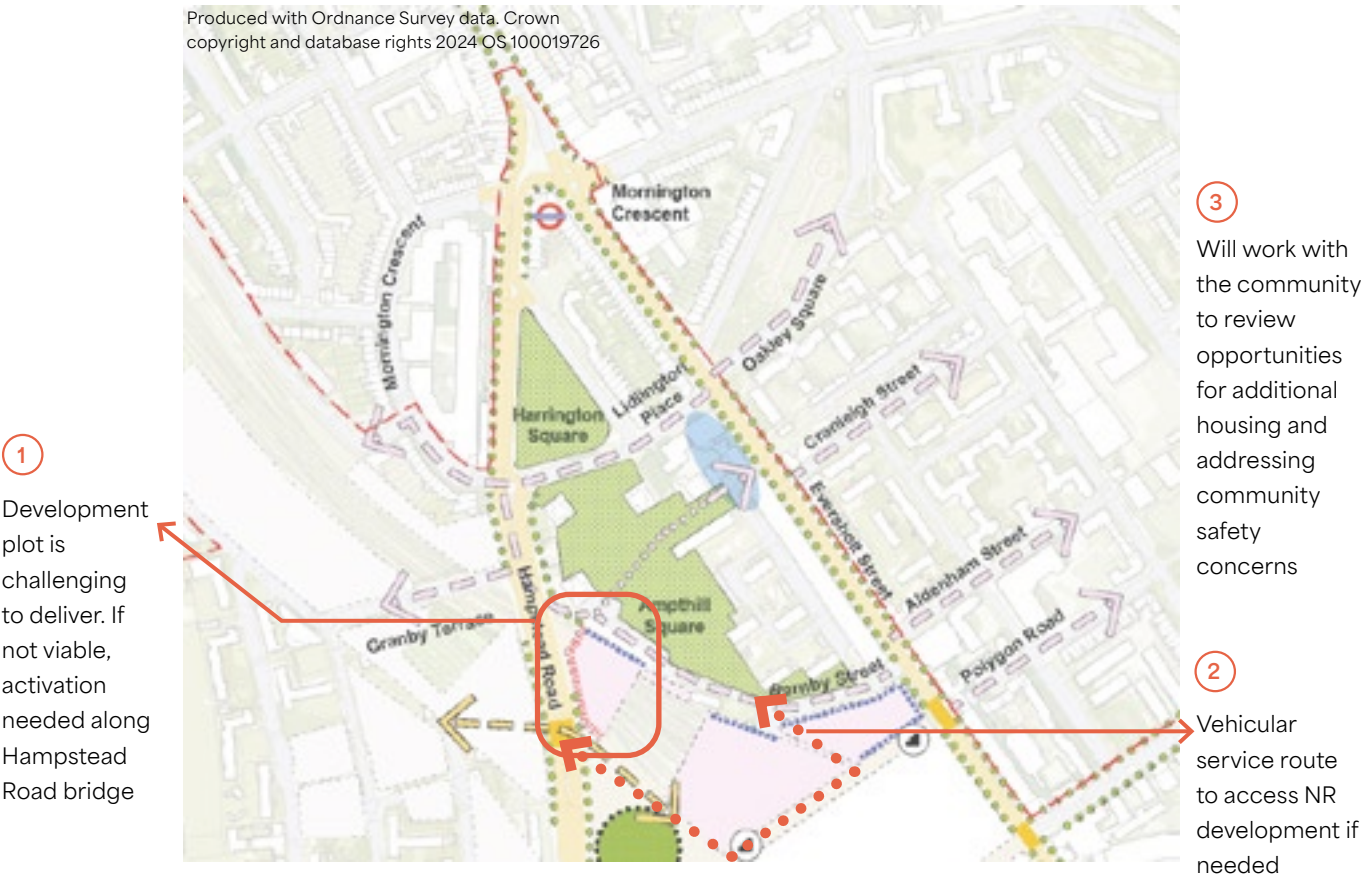 Produced with Ordnance Survey data. Crown
copyright and database rights 2024 OS 100019726
Mornington
Crescent
Mornington Crescent
Oakley Square
Lidlington
Place
Cranleigh Street
Harrington
Square
Eversholt Street
Aldenham Street
Polygon Road
Hampstead Road
Granby Terrace
Ampthill
Square
Barnby Street
1
Development
plot is
challenging
to deliver. If
not viable,
activation
needed along
Hampstead
Road bridge
3
Will work with
the community
to review
opportunities
for additional
housing and
addressing
community
safety
concerns
2
Vehicular
service route
to access NR
development if
needed